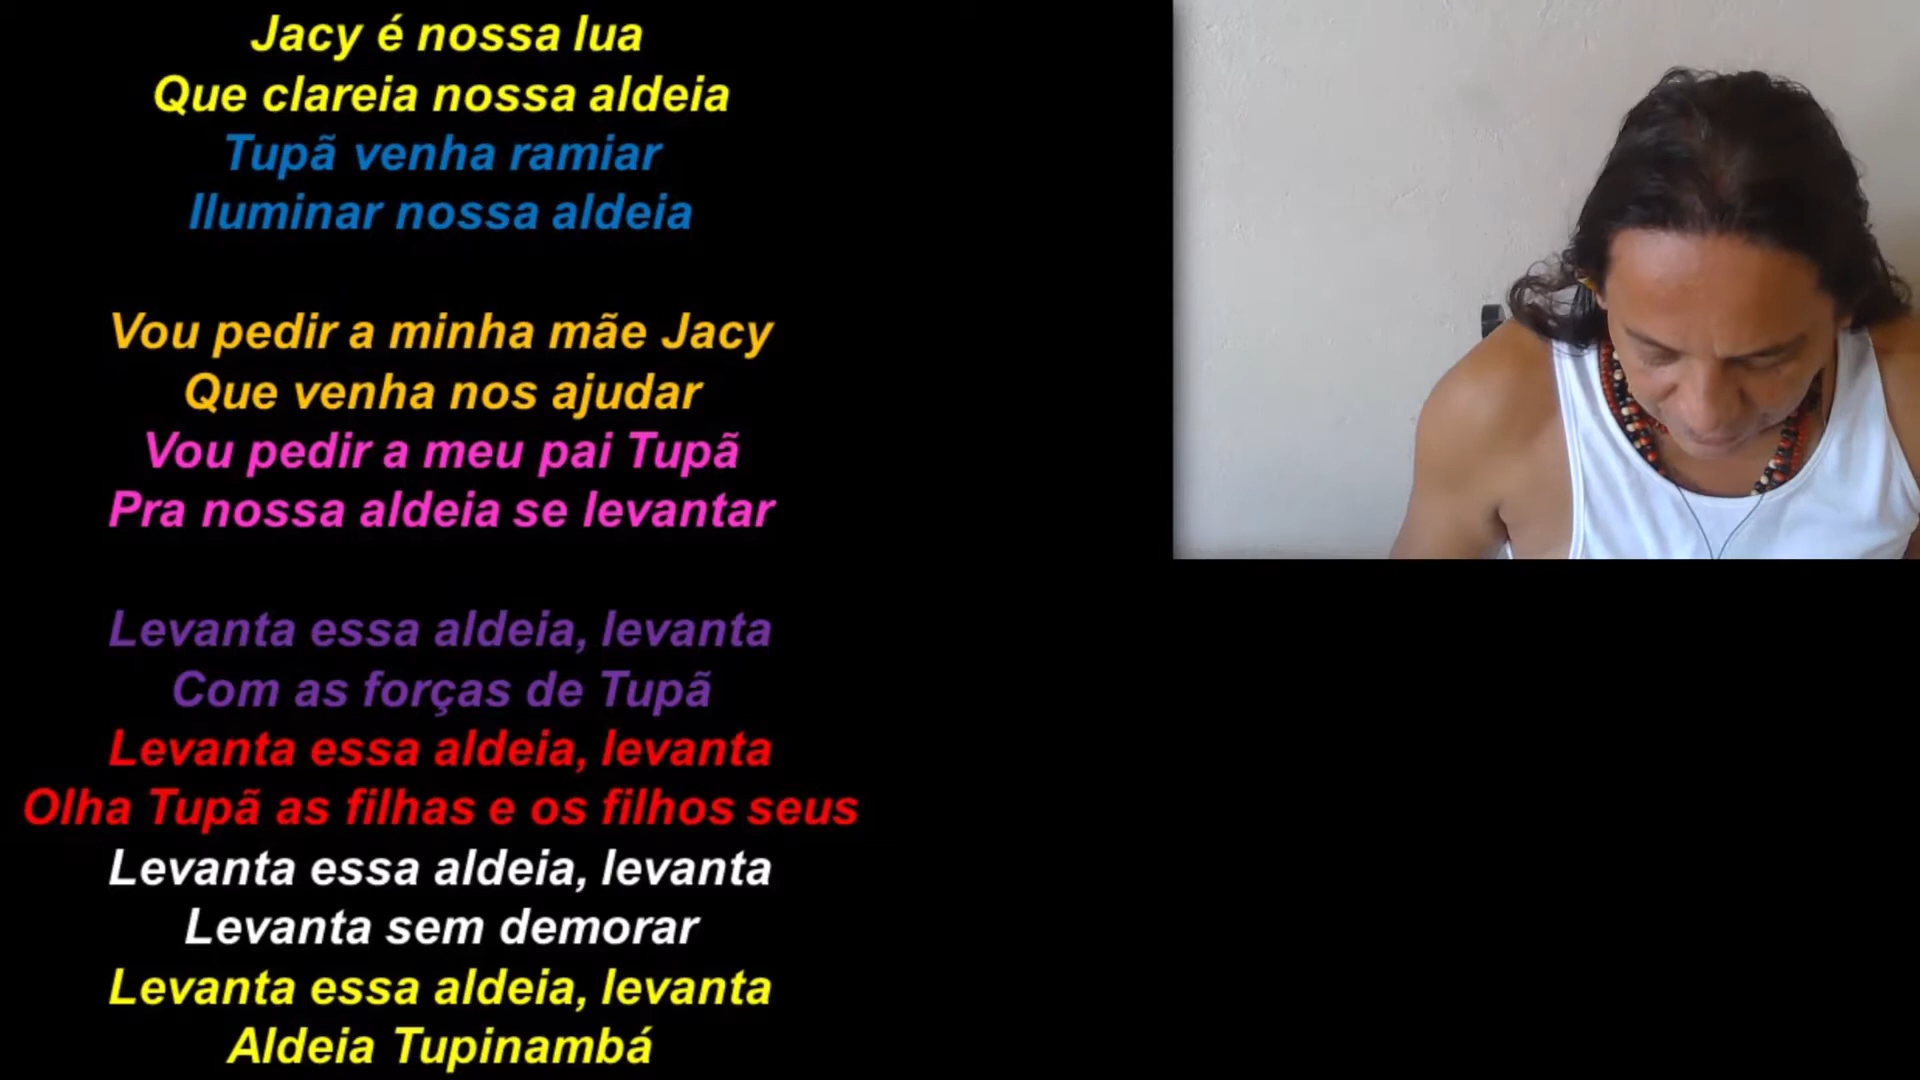 Jacy é nossa lua
Que clareia nossa aldeia
Tupã venha ramiar
Iluminar nossa aldeia
Vou pedir a minha mãe Jacy
Que venha nos ajudar
Vou pedir a meu pai Tupã
Pra nossa aldeia se levantar
Levanta essa aldeia, levanta
Com as forças de Tupã
Levanta essa aldeia, levanta
Olha Tupã as filhas e os filhos seus
Levanta essa aldeia, levanta
Levanta sem demorar
Levanta essa aldeia, levanta
Aldeia Tupinambá